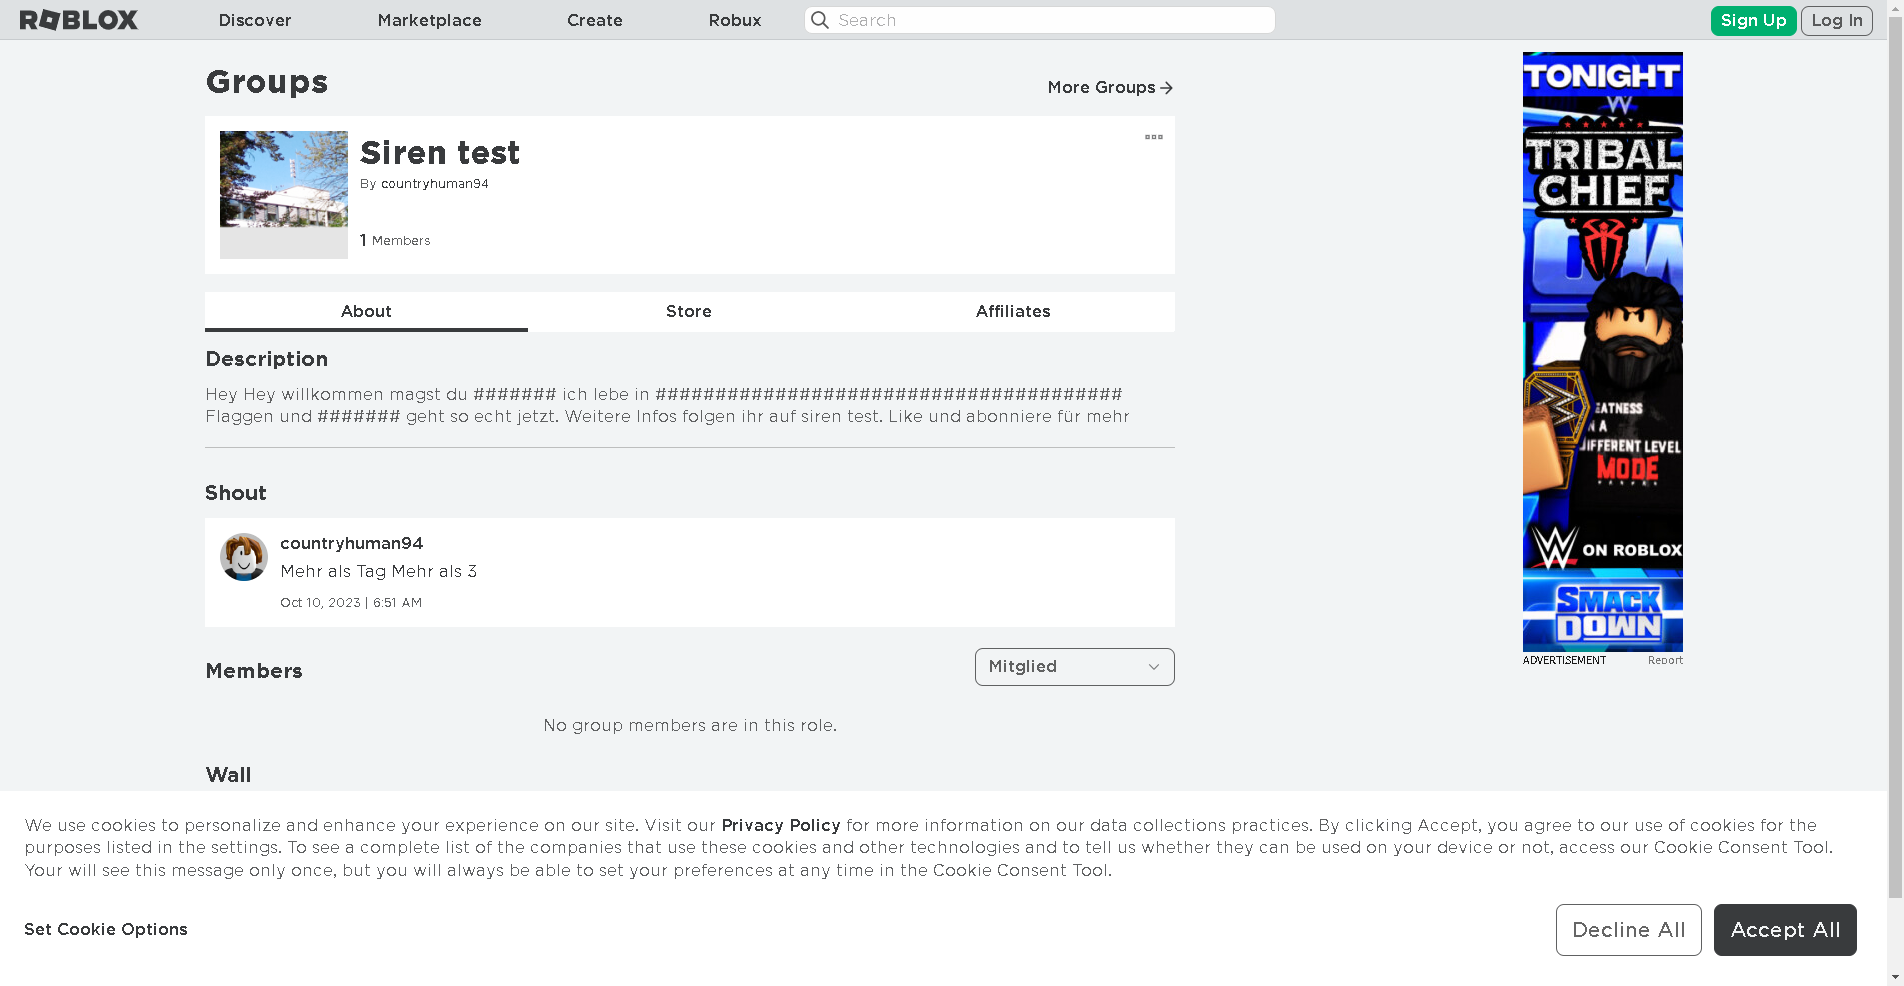 ROBLOX
Discover
Marketplace
Create
Robux
Search
Sign Up
Log In
Groups
More Groups
Siren test
By countryhuman94
1 Members
About
Store
Affiliates
Description
Hey Hey willkommen magst du ####### ich lebe in #######################################
Flaggen und ####### geht so echt jetzt. Weitere Infos folgen ihr auf siren test. Like und abonniere für mehr
Shout
countryhuman94
Mehr als Tag Mehr als 3
Oct 10, 2023 | 6:51 AM
Members
Mitglied
No group members are in this role.
Wall
TONIGHT
W
TRIBAL
CHIEF
EATNESS
N A
IFFERENT LEVEL
MODE
W ON ROBLOX
SMACK
DOWN
ADVERTISEMENT
Report
We use cookies to personalize and enhance your experience on our site. Visit our Privacy Policy for more information on our data collections practices. By clicking Accept, you agree to our use of cookies for the
purposes listed in the settings. To see a complete list of the companies that use these cookies and other technologies and to tell us whether they can be used on your device or not, access our Cookie Consent Tool.
Your will see this message only once, but you will always be able to set your preferences at any time in the Cookie Consent Tool.
Set Cookie Options
Decline All
Accept All